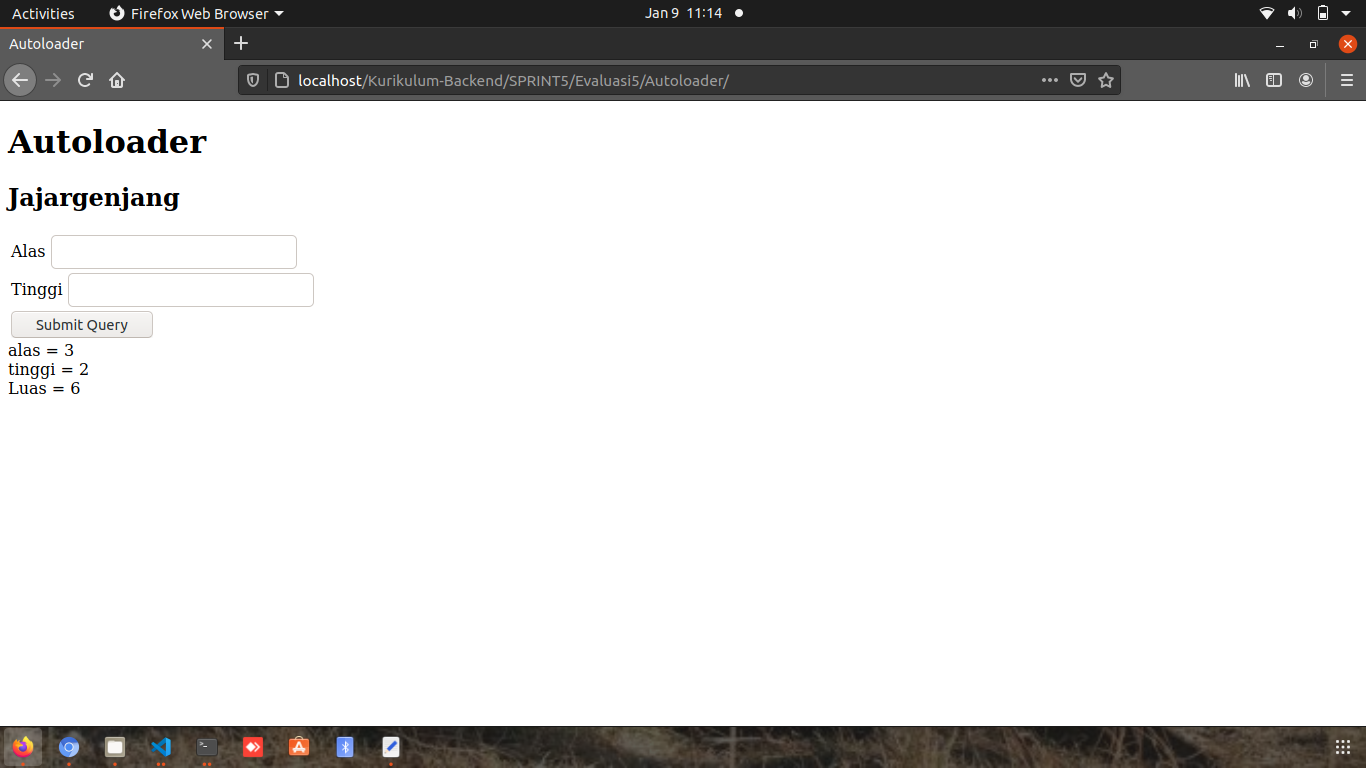 Activities Firefox Web Browser Jan 9 11:14
Autoloader
localhost/Kurikulum-Backend/SPRINT5/Evaluasi5/Autoloader/
Autoloader
Jajargenjang
Alas
Tinggi
Submit Query
alas = 3
tinggi = 2
Luas = 6